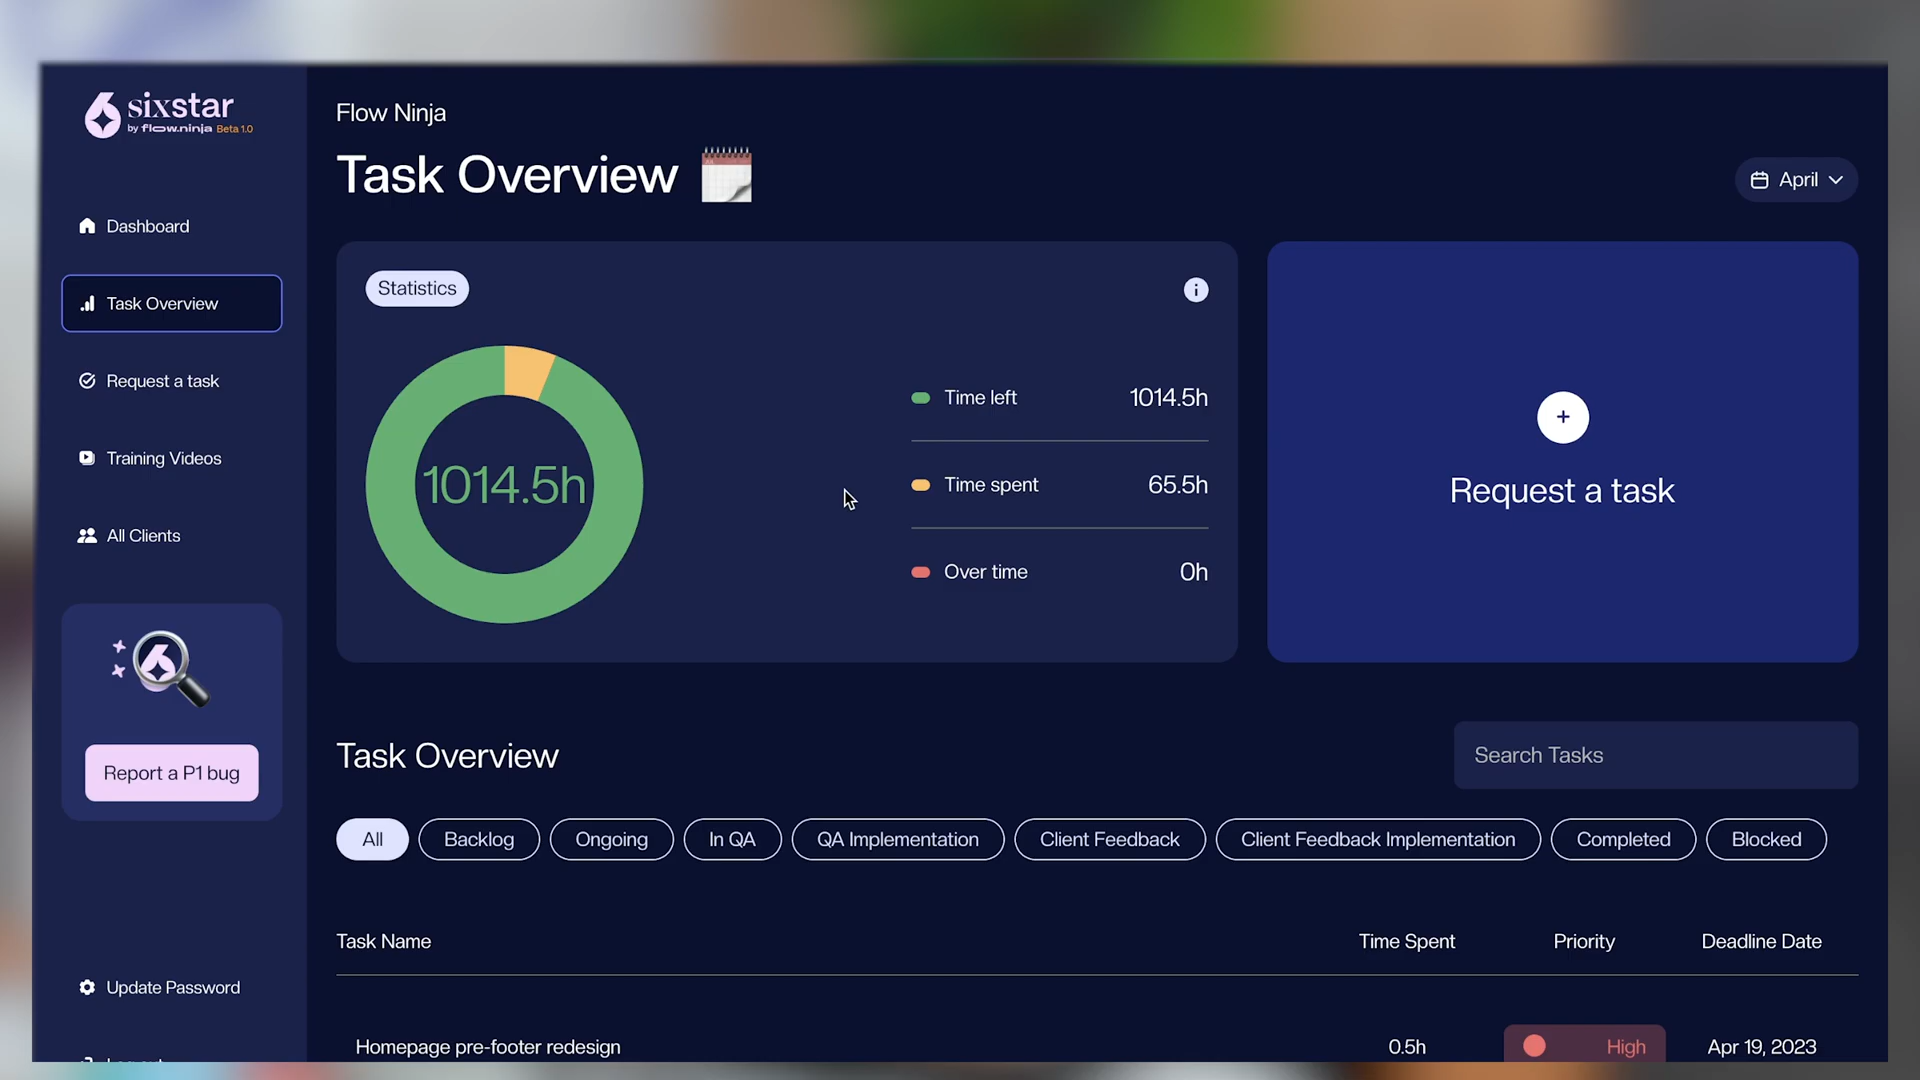 sixstar
by flow.ninja Beta 1.0
Dashboard
Task Overview
Request a task
Training Videos
All Clients
Report a P1 bug
Update Password
Flow Ninja
Task Overview
April
Statistics
1014.5h
Time left 1014.5h
Time spent 65.5h
Over time 0h
+
Request a task
Task Overview
Search Tasks
All Backlog Ongoing In QA QA Implementation Client Feedback Client Feedback Implementation Completed Blocked
Task Name Time Spent Priority Deadline Date
Homepage pre-footer redesign 0.5h High Apr 19, 2023